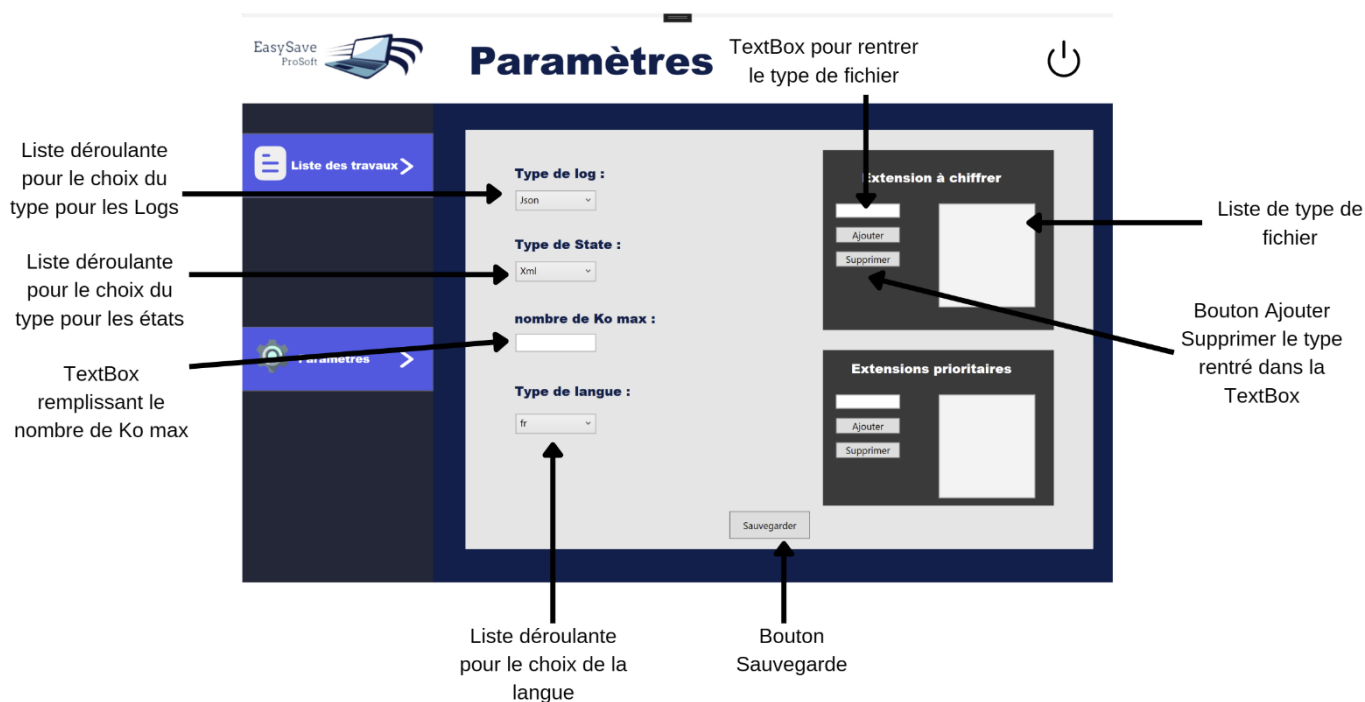 EasySave
ProSoft
Paramètres
TextBox pour rentrer
le type de fichier
Liste déroulante
pour le choix du
type pour les Logs
Liste déroulante
pour le choix du
type pour les états
TextBox
remplissant le
nombre de Ko max
Liste des travaux
Paramètres
Type de log :
Json
Type de State :
Xml
nombre de Ko max :
Type de langue :
fr
Extension à chiffrer
Ajouter
Supprimer
Extensions prioritaires
Ajouter
Supprimer
Sauvegarder
Liste de type de
fichier
Bouton Ajouter
Supprimer le type
rentré dans la
TextBox
Liste déroulante
pour le choix de la
langue
Bouton
Sauvegarde